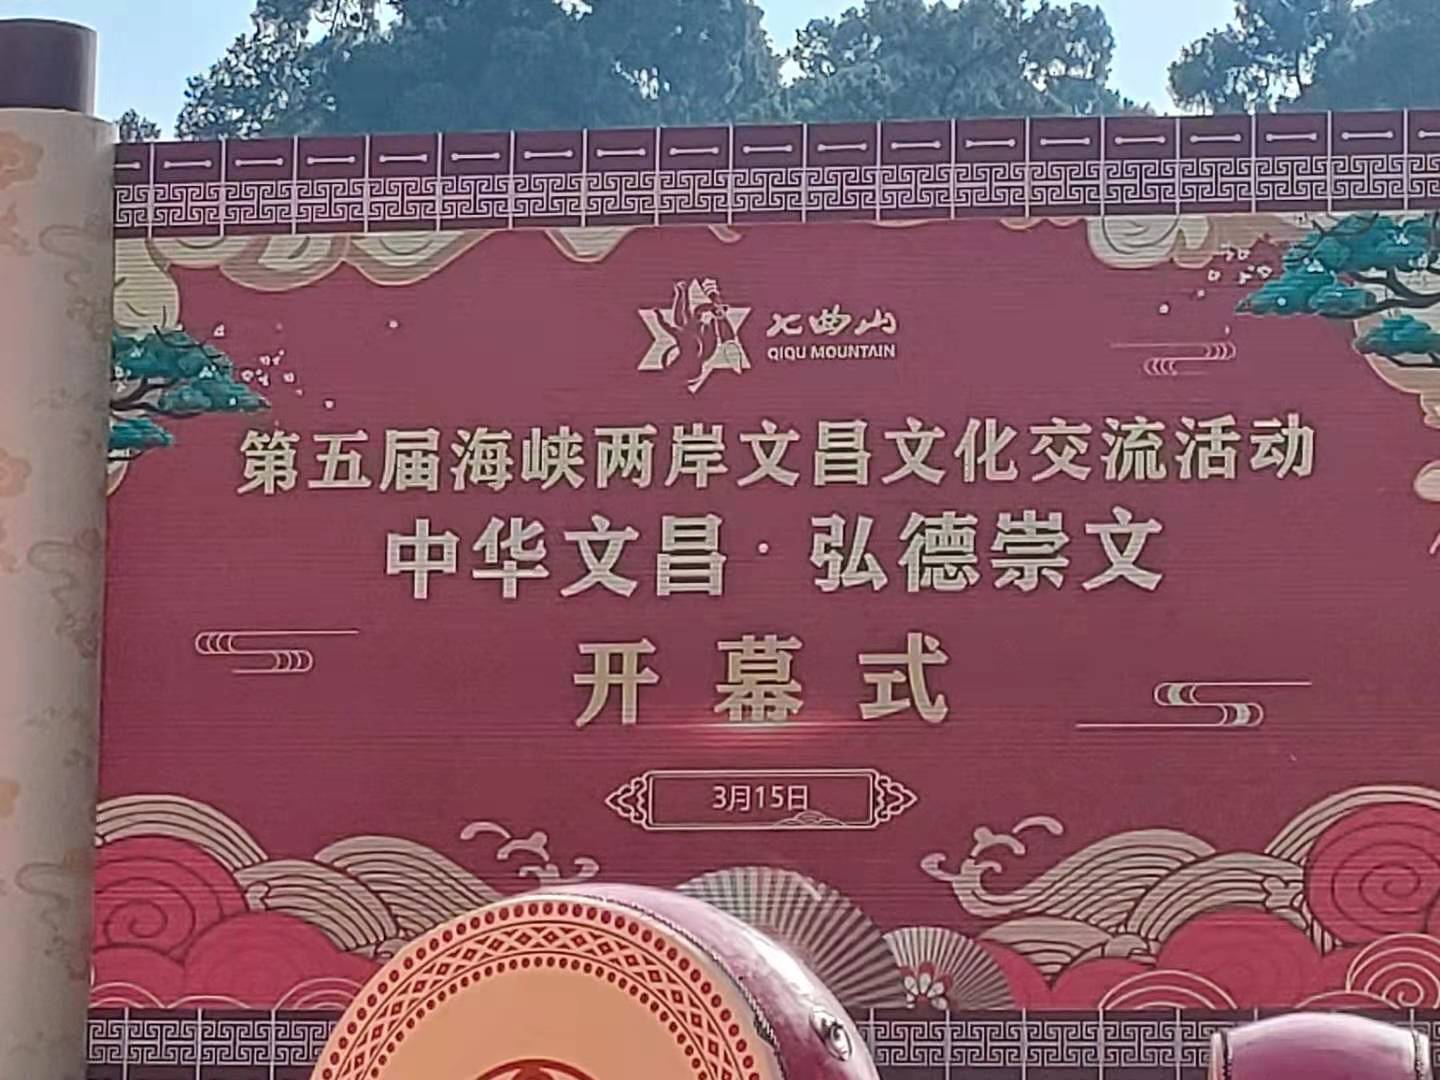 七曲山
QIQU MOUNTAIN
第五届海峡两岸文昌文化交流活动
中华文昌·弘德崇文
开幕式
3月15日